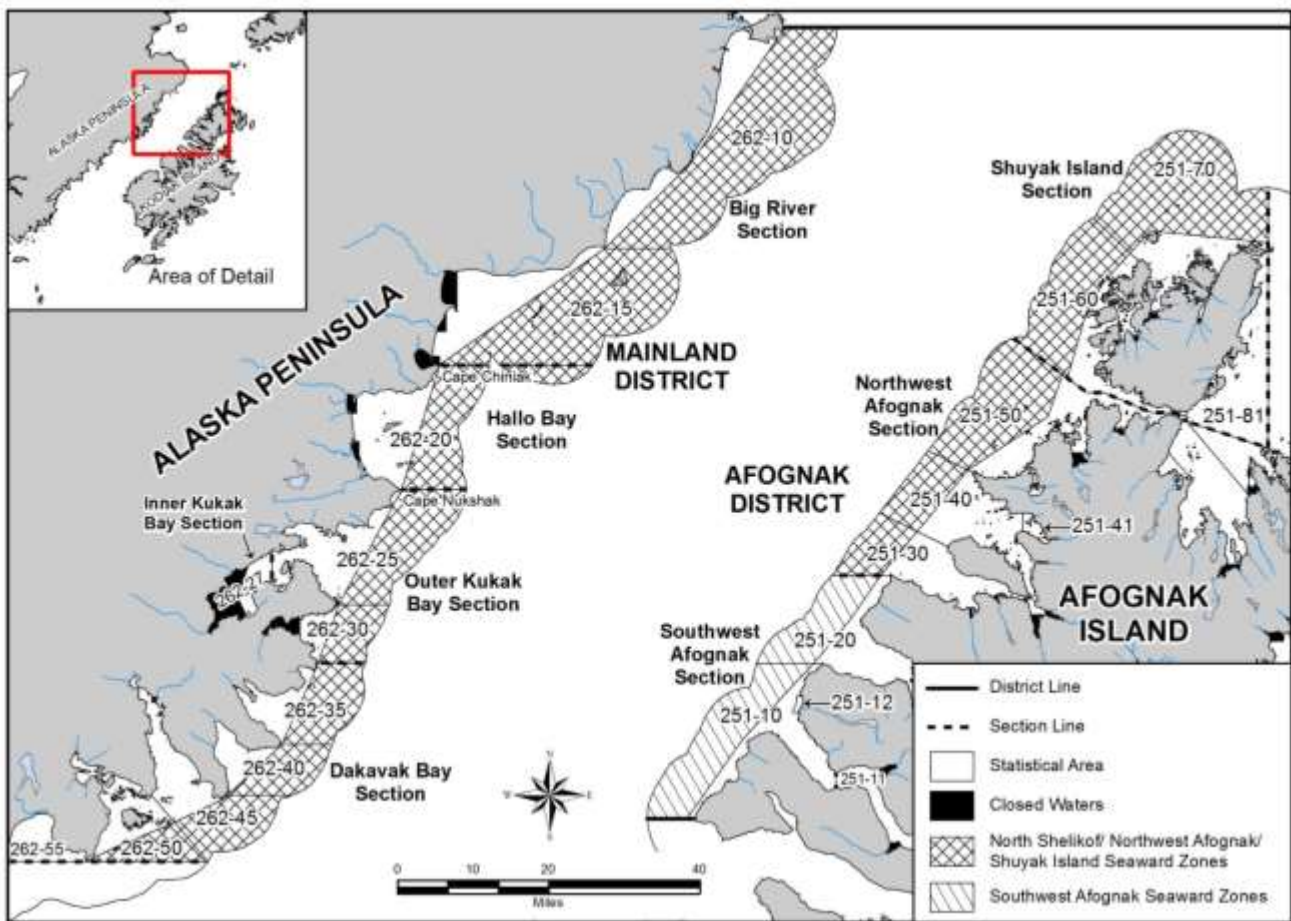 ALASKA PENINSULA
KODIAK ISLAND
Area of Detail
262-10
Big River
Section
Shuyak Island
Section
251-70
251-60
262-15
MAINLAND
DISTRICT
Cape Chiniak
ALASKA PENINSULA
Hallo Bay
Section
262-20
Cape Nukshak
Northwest
Afognak
Section
251-50
251-81
AFOGNAK
DISTRICT
251-40
251-41
251-30
Inner Kukak
Bay Section
262-27
262-25
Outer Kukak
Bay Section
262-30
AFOGNAK
ISLAND
Southwest
Afognak
Section
251-20
262-35
251-10
251-12
262-40
Dakavak Bay
Section
251-11
262-45
262-55
262-50
N
E
S
W
0 10 20 40
Miles
District Line
Section Line
Statistical Area
Closed Waters
North Shelikof/ Northwest Afognak/
Shuyak Island Seaward Zones
Southwest Afognak Seaward Zones